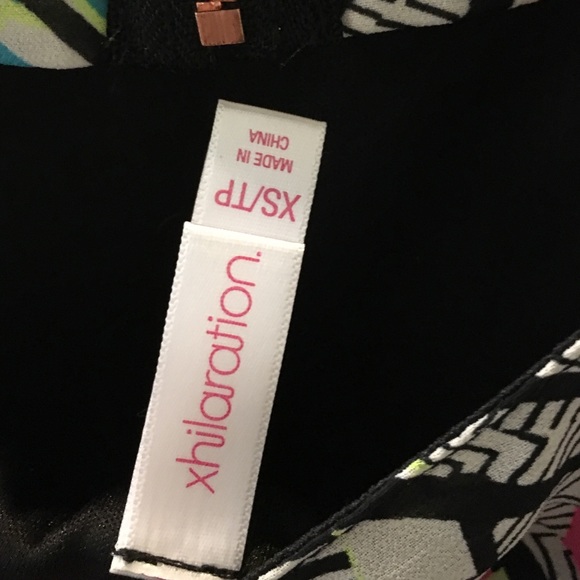 xhilaration.
XS/TP
MADE IN
CHINA